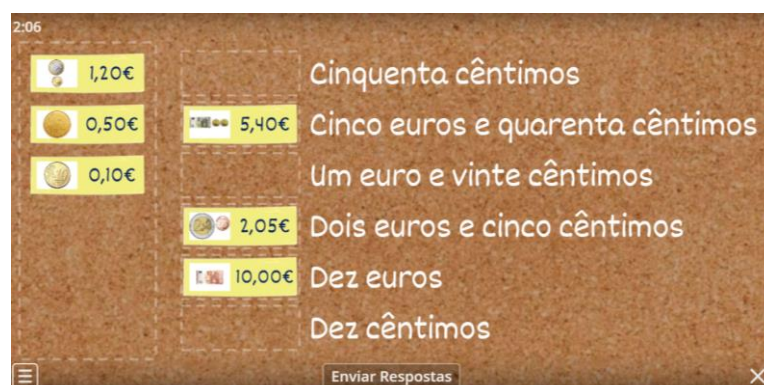 2:06
1,20€
Cinquenta cêntimos
0,50€
5,40€
Cinco euros e quarenta cêntimos
0,10€
Um euro e vinte cêntimos
2,05€
Dois euros e cinco cêntimos
10,00€
Dez euros
Dez cêntimos
Enviar Respostas